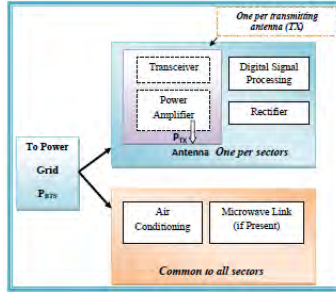 One per transmitting
antenna (TX)
Transceiver
Digital Signal
Processing
Power
Amplifier
Rectifier
PTX
Antenna One per sectors
To Power
Grid
PBTS
Air
Conditioning
Microwave Link
(if Present)
Common to all sectors